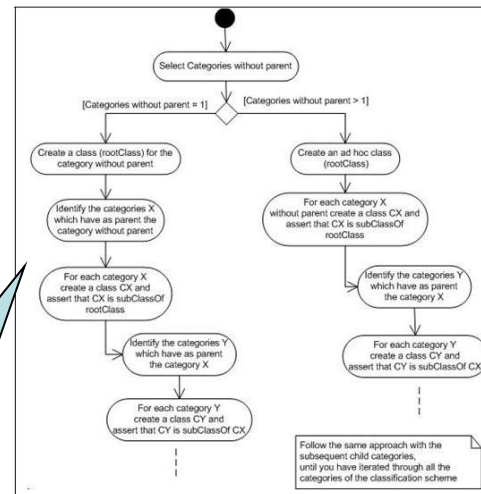 Select Categories without parent
[Categories without parent = 1]
[Categories without parent > 1]
Create a class (rootClass) for the
category without parent
Identify the categories X
which have as parent the
category without parent
For each category X
create a class CX and
assert that CX is subClassOf
rootClass
Identify the categories Y
which have as parent
the category X
For each category Y
create a class CY and
assert that CY is subClassOf CX
Create an ad hoc class
(rootClass)
For each category X
without parent create a class CX and
assert that CX is subClassOf
rootClass
Identify the categories Y
which have as parent
the category X
For each category Y
create a class CY and
assert that CY is subClassOf CX
Follow the same approach with the
subsequent child categories,
until you have iterated through all the
categories of the classification scheme